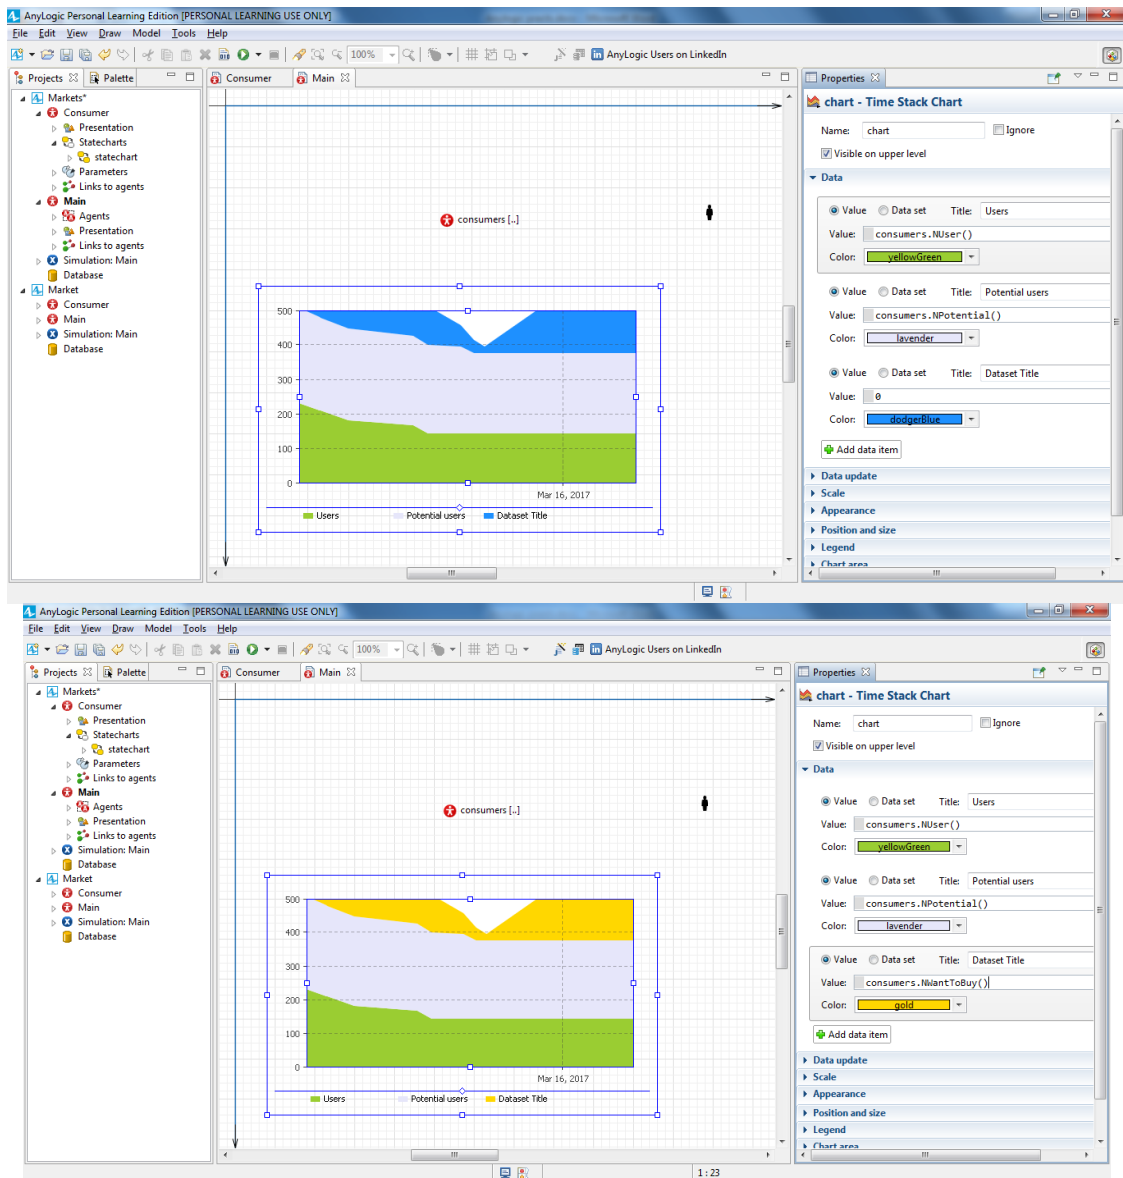 AnyLogic Personal Learning Edition [PERSONAL LEARNING USE ONLY]
File Edit View Draw Model Tools Help
100% AnyLogic Users on LinkedIn
Projects Palette
Markets*
Consumer
Presentation
Statecharts
statechart
Parameters
Links to agents
Main
Agents
Presentation
Links to agents
Simulation: Main
Database
Market
Consumer
Main
Simulation: Main
Database
Consumer Main
consumers [..]
500
400
300
200
100
0
Mar 16, 2017
Users Potential users Dataset Title
Properties
chart - Time Stack Chart
Name: chart Ignore
Visible on upper level
Data
Value Data set Title: Users
Value: consumers.NUser()
Color: yellowGreen
Value Data set Title: Potential users
Value: consumers.NPotential()
Color: lavender
Value Data set Title: Dataset Title
Value: 0
Color: dodgerBlue
Add data item
Data update
Scale
Appearance
Position and size
Legend
Chart area
AnyLogic Personal Learning Edition [PERSONAL LEARNING USE ONLY]
File Edit View Draw Model Tools Help
100% AnyLogic Users on LinkedIn
Projects Palette
Markets*
Consumer
Presentation
Statecharts
statechart
Parameters
Links to agents
Main
Agents
Presentation
Links to agents
Simulation: Main
Database
Market
Consumer
Main
Simulation: Main
Database
Consumer Main
consumers [..]
500
400
300
200
100
0
Mar 16, 2017
Users Potential users Dataset Title
Properties
chart - Time Stack Chart
Name: chart Ignore
Visible on upper level
Data
Value Data set Title: Users
Value: consumers.NUser()
Color: yellowGreen
Value Data set Title: Potential users
Value: consumers.NPotential()
Color: lavender
Value Data set Title: Dataset Title
Value: consumers.NWantToBuy()
Color: gold
Add data item
Data update
Scale
Appearance
Position and size
Legend
Chart area
1 : 23